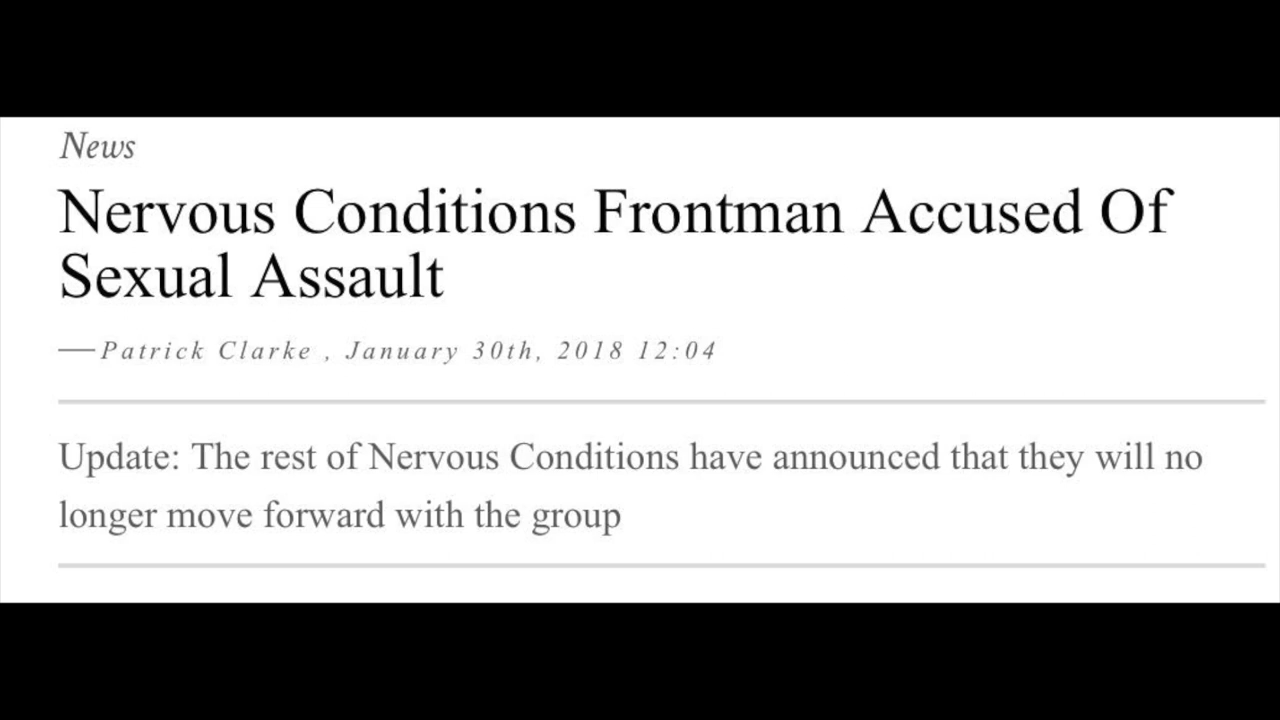 News
Nervous Conditions Frontman Accused Of
Sexual Assault
—Patrick Clarke , January 30th, 2018 12:04
Update: The rest of Nervous Conditions have announced that they will no
longer move forward with the group